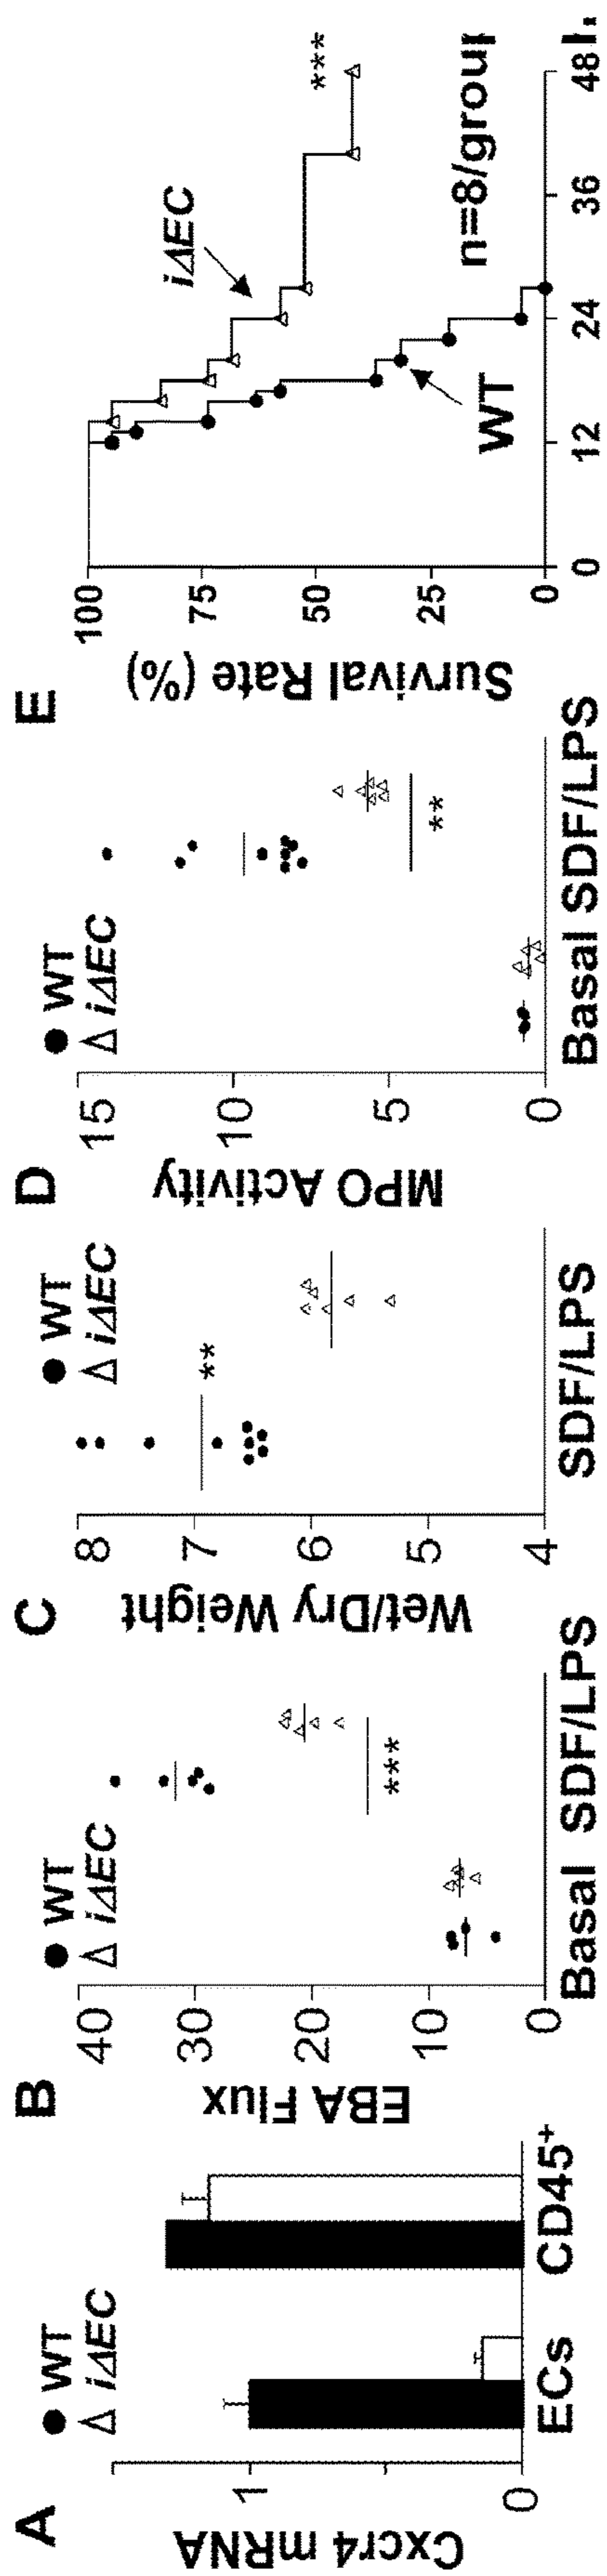 A
● WT
△ iΔEC
Cxcr4 mRNA
1
0
ECs
CD45+
B
● WT
△ iΔEC
EBA Flux
40
30
20
10
0
Basal SDF/LPS
***
C
● WT
△ iΔEC
Wet/Dry Weight
8
7
6
5
4
**
SDF/LPS
D
● WT
△ iΔEC
MPO Activity
15
10
5
0
**
Basal SDF/LPS
E
Survival Rate (%)
100
75
50
25
0
iΔEC
***
WT
n=8/group
0 12 24 36 48